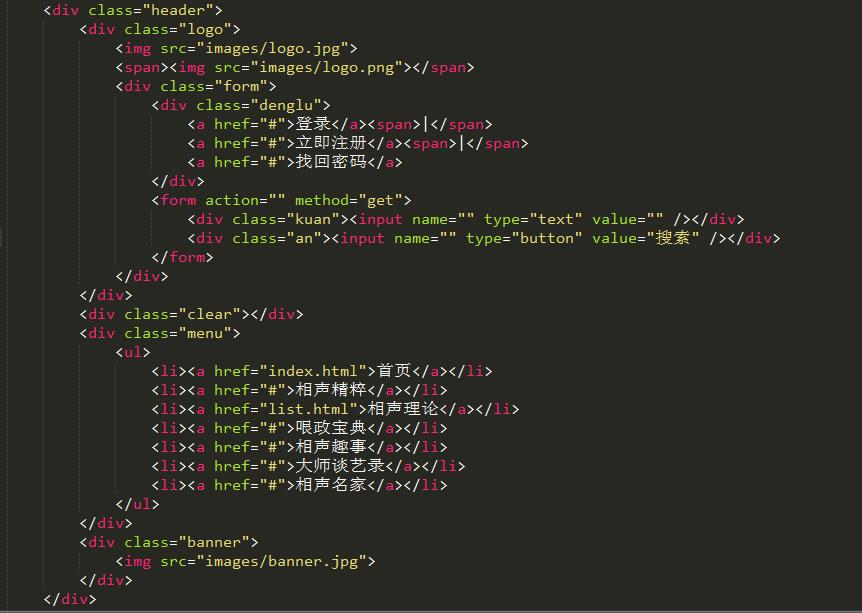 <div class="header">
<div class="logo">
<img src="images/logo.jpg">
<span><img src="images/logo.png"></span>
<div class="form">
<div class="denglu">
<a href="#">登录</a><span>|</span>
<a href="#">立即注册</a><span>|</span>
<a href="#">找回密码</a>
</div>
<form action="" method="get">
<div class="kuan"><input name="" type="text" value="" /></div>
<div class="an"><input name="" type="button" value="搜索" /></div>
</form>
</div>
</div>
<div class="clear"></div>
<div class="menu">
<ul>
<li><a href="index.html">首页</a></li>
<li><a href="#">相声精粹</a></li>
<li><a href="list.html">相声理论</a></li>
<li><a href="#">哏政宝典</a></li>
<li><a href="#">相声趣事</a></li>
<li><a href="#">大师谈艺录</a></li>
<li><a href="#">相声名家</a></li>
</ul>
</div>
<div class="banner">
<img src="images/banner.jpg">
</div>
</div>